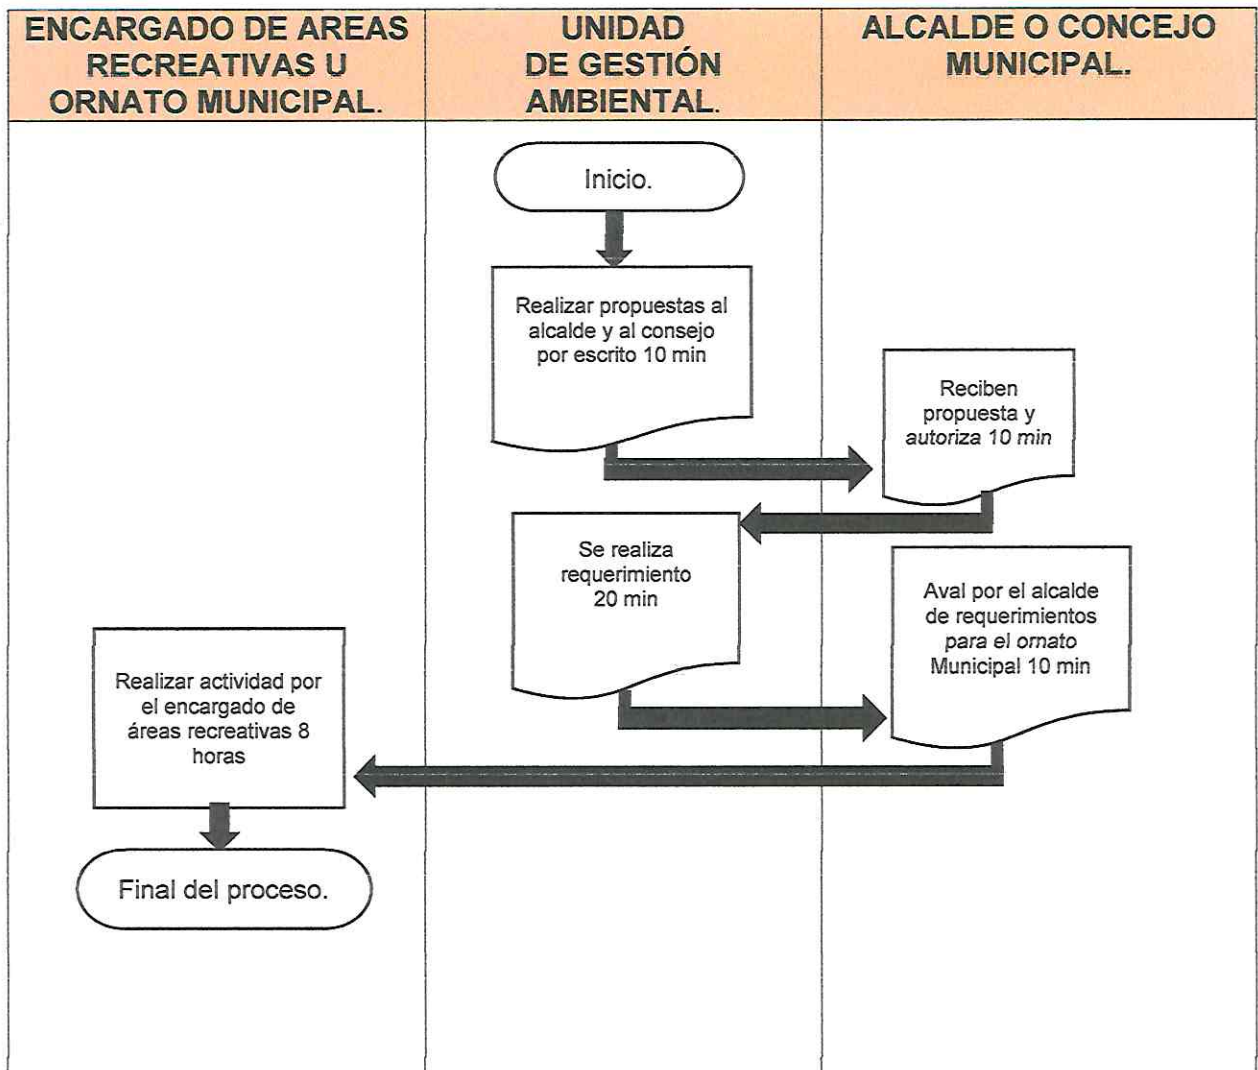 ENCARGADO DE AREAS
RECREATIVAS U
ORNATO MUNICIPAL.
UNIDAD
DE GESTIÓN
AMBIENTAL.
ALCALDE O CONCEJO
MUNICIPAL.
Inicio.
Realizar propuestas al
alcalde y al consejo
por escrito 10 min
Reciben
propuesta y
autoriza 10 min
Se realiza
requerimiento
20 min
Aval por el alcalde
de requerimientos
para el ornato
Municipal 10 min
Realizar actividad por
el encargado de
áreas recreativas 8
horas
Final del proceso.